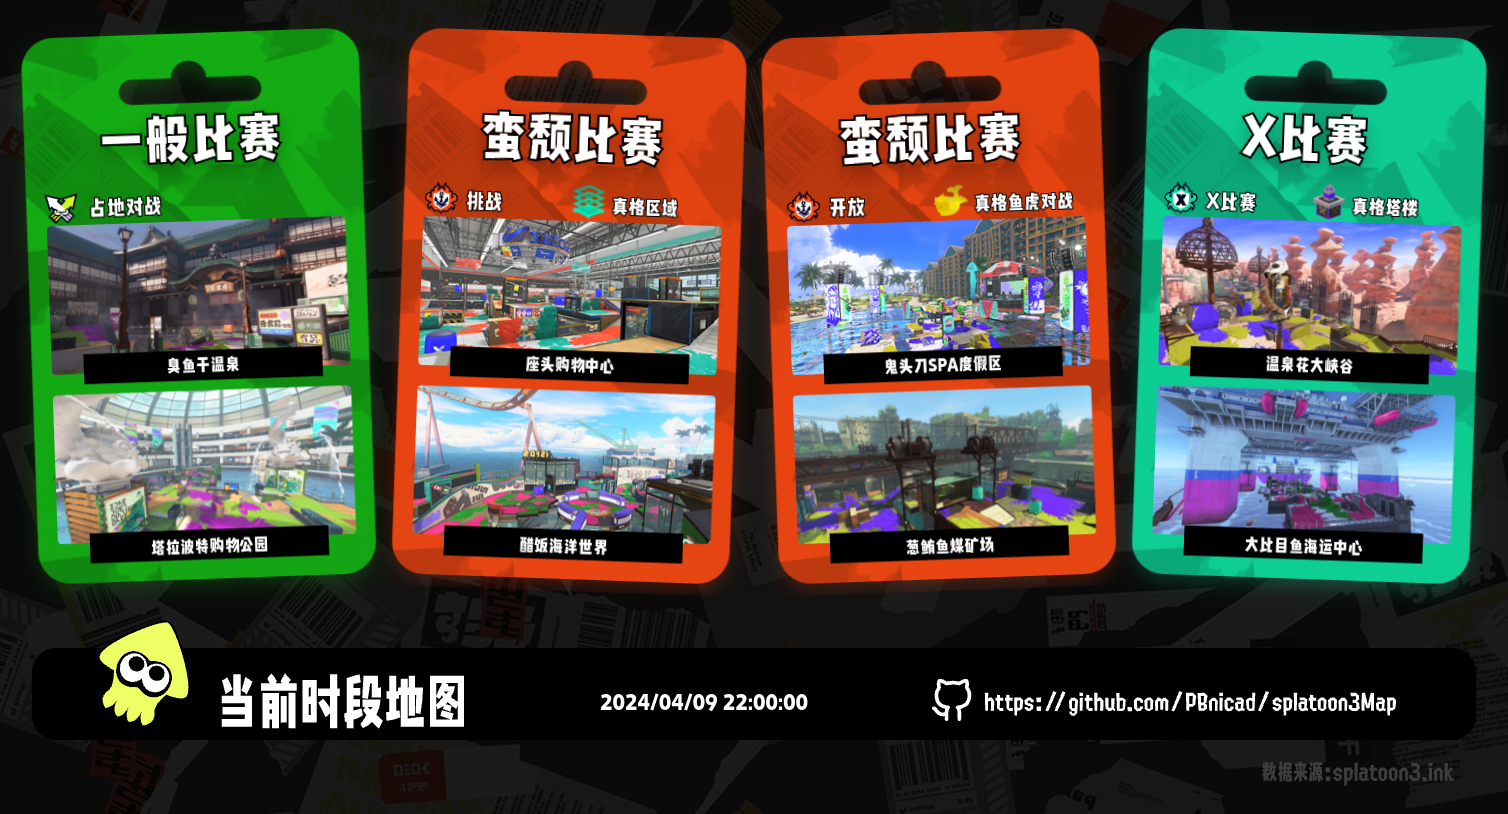 一般比赛
占地对战
臭鱼干温泉
塔拉波特购物公园
蛮颓比赛
挑战
真格区域
座头购物中心
醋饭海洋世界
蛮颓比赛
开放
真格鱼虎对战
鬼头刀SPA度假区
葱鲔鱼煤矿场
X比赛
X比赛
真格塔楼
温泉花大峡谷
大比目鱼海运中心
当前时段地图
2024/04/09 22:00:00
https://github.com/PBnicad/splatoon3Map
数据来源:splatoon3.ink